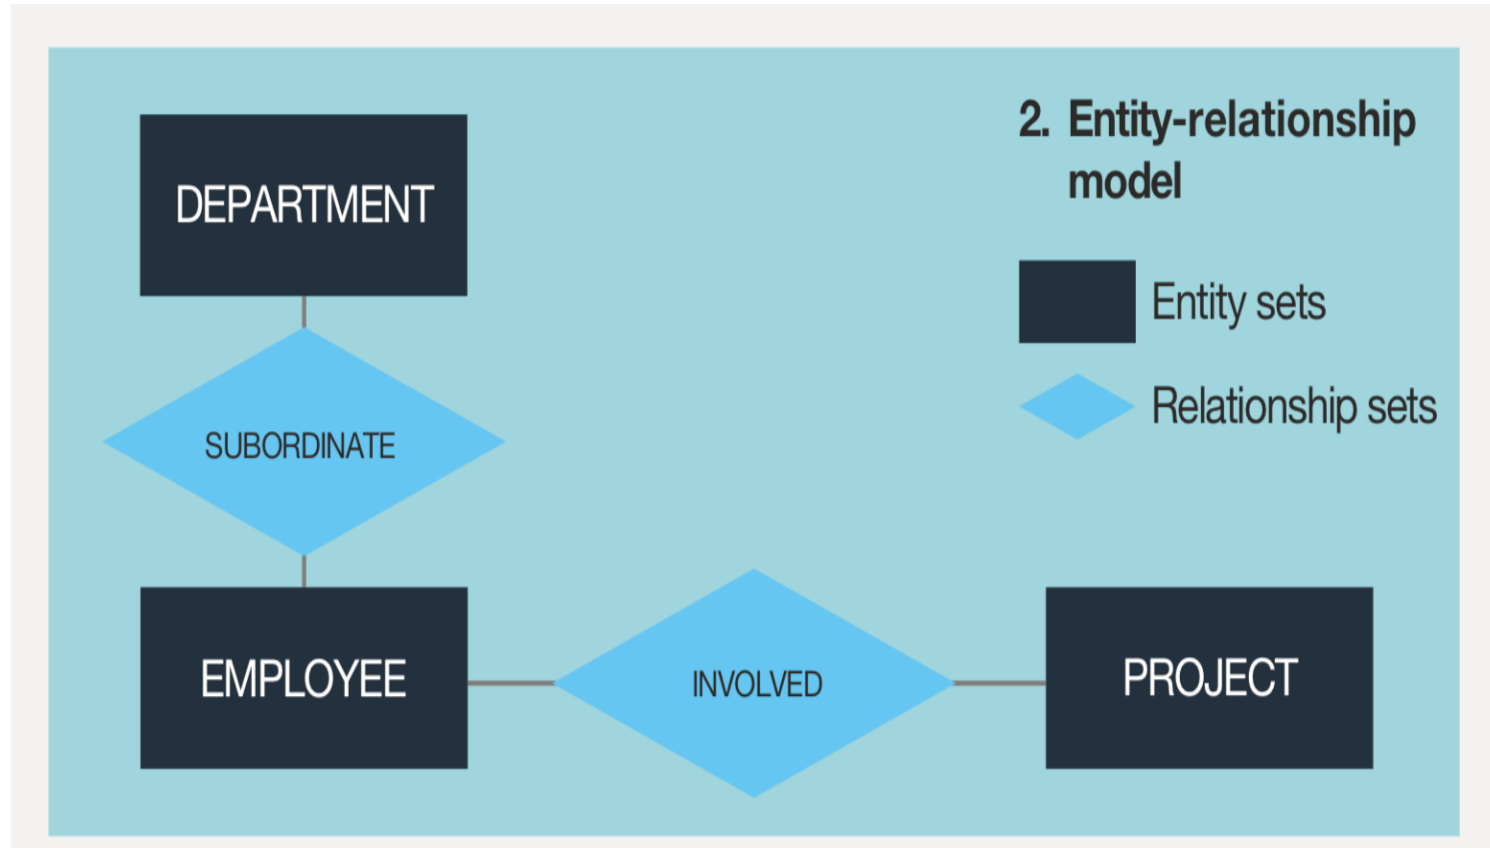 2. Entity-relationship
model
DEPARTMENT
Entity sets
Relationship sets
SUBORDINATE
EMPLOYEE
INVOLVED
PROJECT